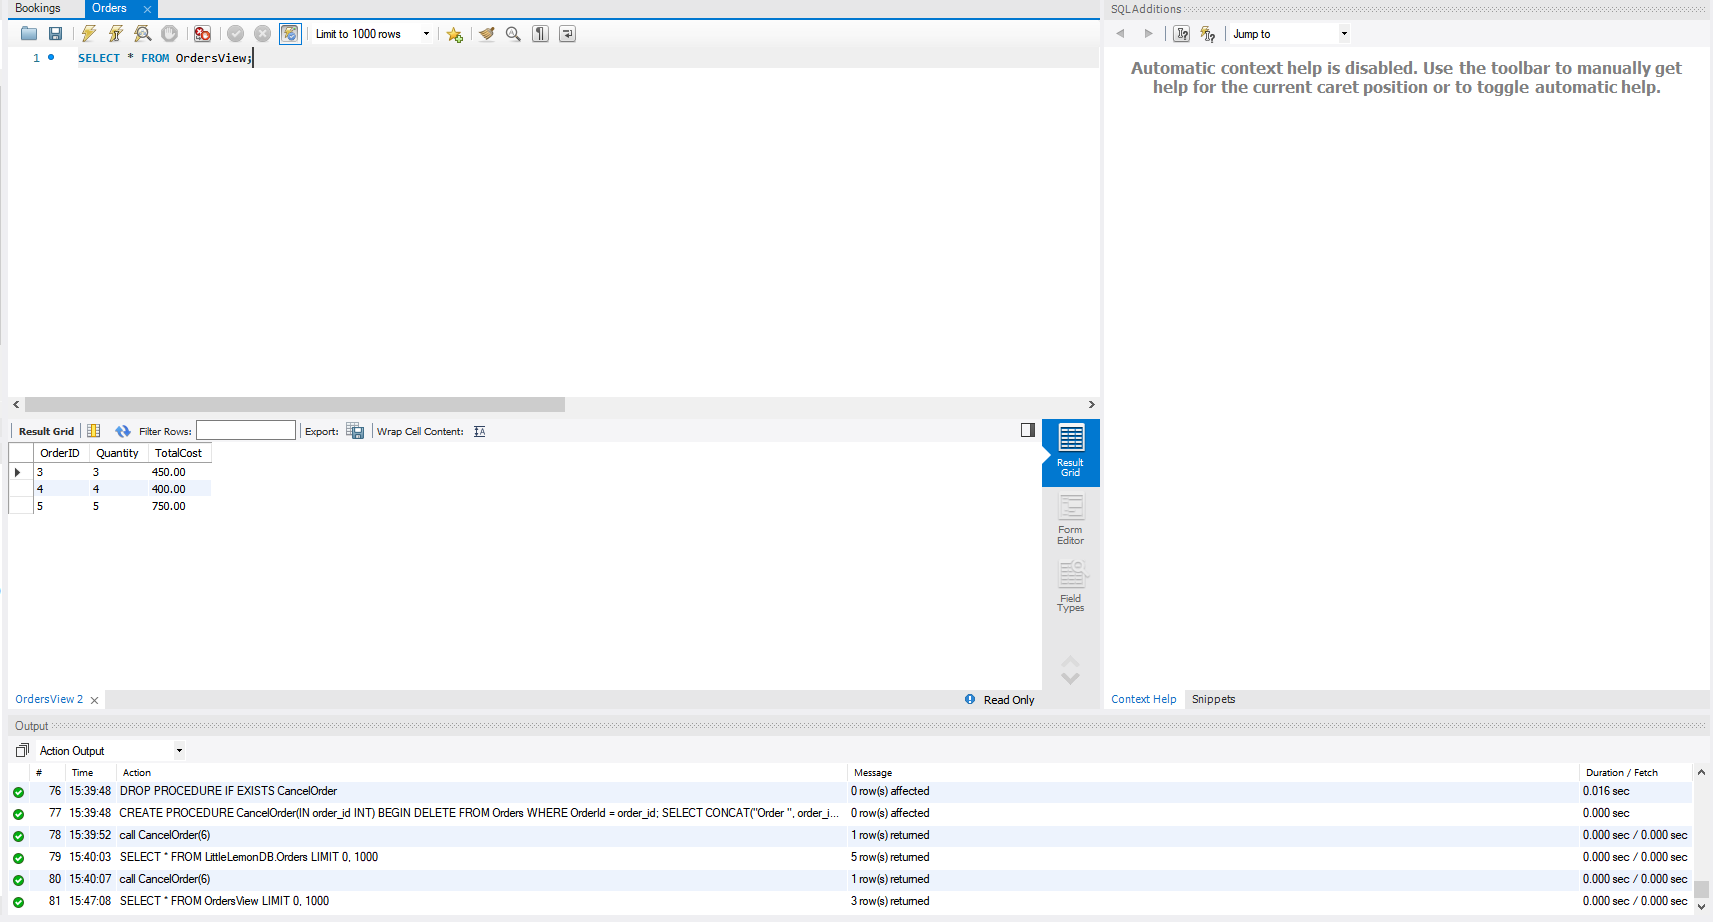 Bookings Orders
SQLAdditions
Limit to 1000 rows
Jump to
1 SELECT * FROM OrdersView;
Automatic context help is disabled. Use the toolbar to manually get
help for the current caret position or to toggle automatic help.
Result Grid Filter Rows: Export: Wrap Cell Content:
OrderID Quantity TotalCost
3 3 450.00
4 4 400.00
5 5 750.00
Result
Grid
Form
Editor
Field
Types
OrdersView 2
Read Only
Context Help Snippets
Output
Action Output
# Time Action Message Duration / Fetch
76 15:39:48 DROP PROCEDURE IF EXISTS CancelOrder 0 row(s) affected 0.016 sec
77 15:39:48 CREATE PROCEDURE CancelOrder(IN order_id INT) BEGIN DELETE FROM Orders WHERE OrderId = order_id; SELECT CONCAT("Order ", order_i... 0 row(s) affected 0.000 sec
78 15:39:52 call CancelOrder(6) 1 row(s) returned 0.000 sec / 0.000 sec
79 15:40:03 SELECT * FROM LittleLemonDB.Orders LIMIT 0, 1000 5 row(s) returned 0.000 sec / 0.000 sec
80 15:40:07 call CancelOrder(6) 1 row(s) returned 0.000 sec / 0.000 sec
81 15:47:08 SELECT * FROM OrdersView LIMIT 0, 1000 3 row(s) returned 0.000 sec / 0.000 sec